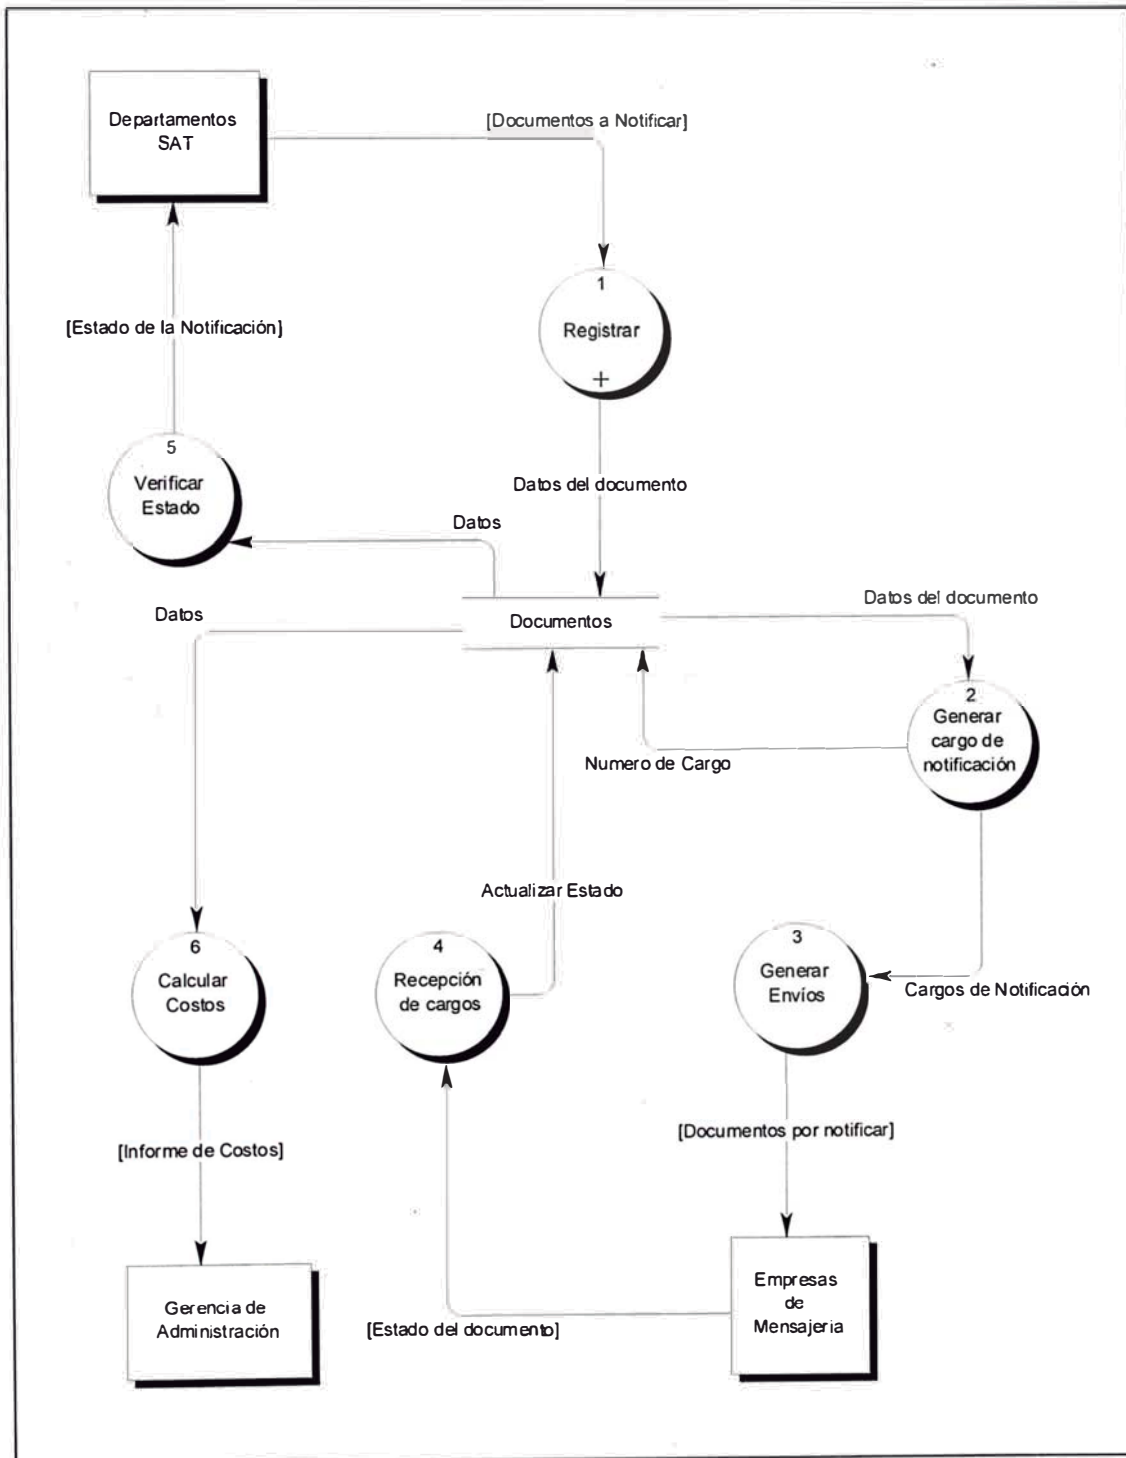 Departamentos
SAT
[Documentos a Notificar]
1
Registrar
+
[Estado de la Notificación]
5
Verificar
Estado
Datos del documento
Datos
Datos
Documentos
Datos del documento
2
Generar
cargo de
notificación
Numero de Cargo
Actualizar Estado
6
Calcular
Costos
4
Recepción
de cargos
3
Generar
Envíos
Cargos de Notificación
[Informe de Costos]
[Documentos por notificar]
Gerencia de
Administración
[Estado del documento]
Empresas
de
Mensajeria